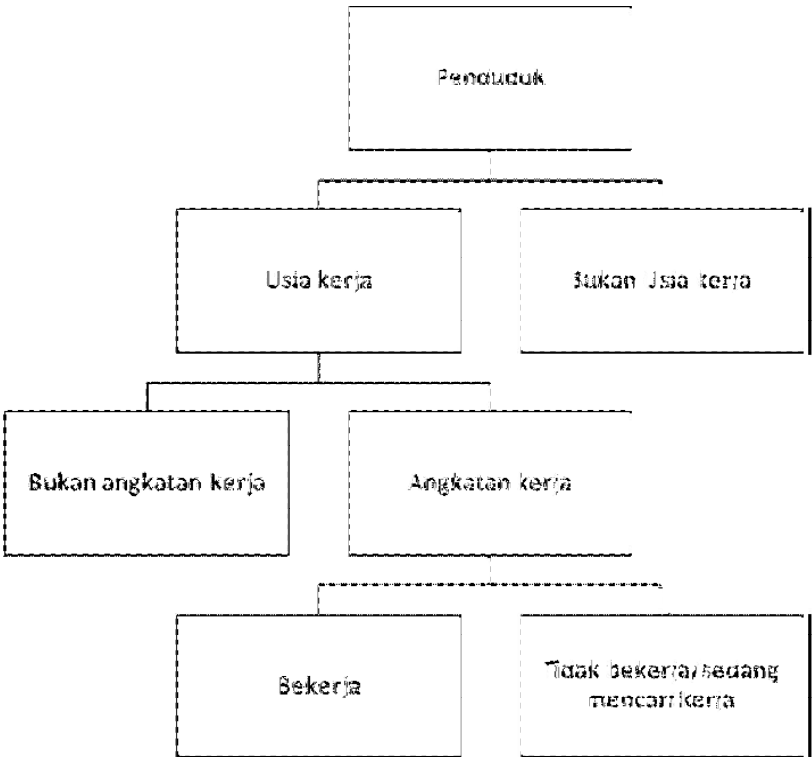 Penduduk
Usia kerja
Bukan Usia kerja
Bukan angkatan kerja
Angkatan kerja
Bekerja
Tidak bekerja/sedang
mencari kerja